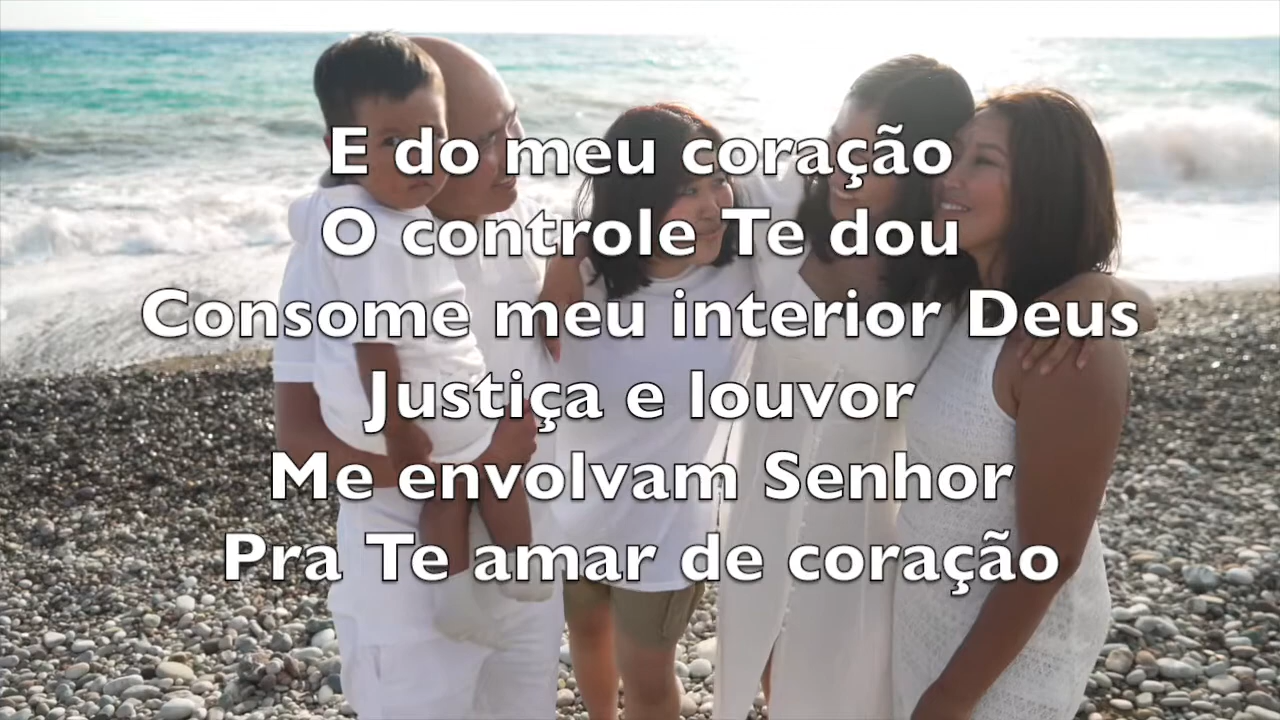 E do meu coração
O controle Te dou
Consome meu interior Deus
Justiça e louvor
Me envolvam Senhor
Pra Te amar de coração